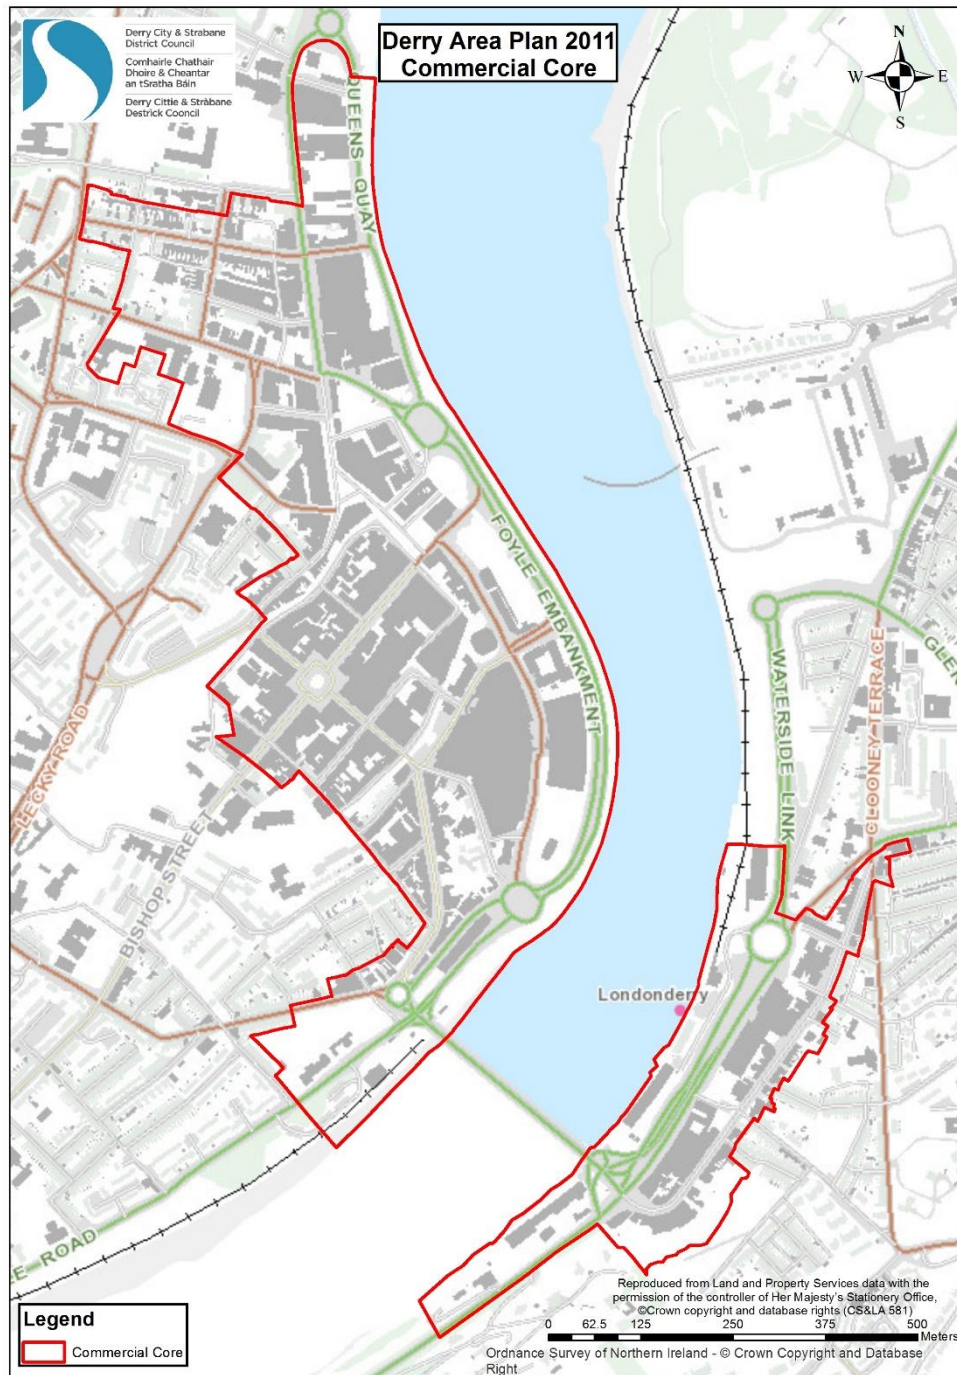 Derry City & Strabane
District Council
Comhairle Chathair
Dhoire & Cheantar
an tSratha Báin
Derry Cittie & Stràbane
Destrick Cooncil
Derry Area Plan 2011
Commercial Core
N
W
E
S
QUEENS QUAY
FOYLE EMBANKMENT
LECKY ROAD
BISHOP STREET
WATERSIDE LINK
CLOONEY TERRACE
GLEN
Londonderry
LE ROAD
Legend
Commercial Core
Reproduced from Land and Property Services data with the
permission of the controller of Her Majesty's Stationery Office,
©Crown copyright and database rights (CS&LA 581)
0 62.5 125 250 375 500
Meters
Ordnance Survey of Northern Ireland - © Crown Copyright and Database
Right